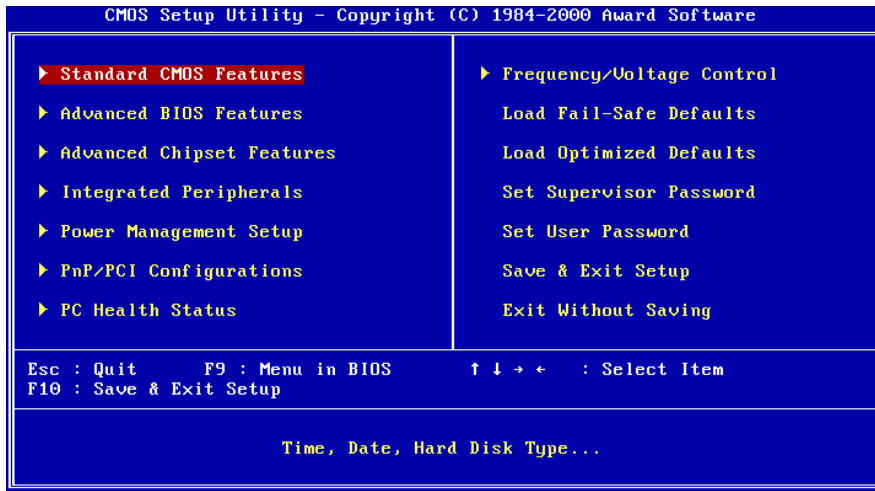 CMOS Setup Utility - Copyright (C) 1984-2000 Award Software
▶ Standard CMOS Features
▶ Advanced BIOS Features
▶ Advanced Chipset Features
▶ Integrated Peripherals
▶ Power Management Setup
▶ PnP/PCI Configurations
▶ PC Health Status
▶ Frequency/Voltage Control
Load Fail-Safe Defaults
Load Optimized Defaults
Set Supervisor Password
Set User Password
Save & Exit Setup
Exit Without Saving
Esc : Quit F9 : Menu in BIOS ↑ ↓ → ← : Select Item
F10 : Save & Exit Setup
Time, Date, Hard Disk Type...